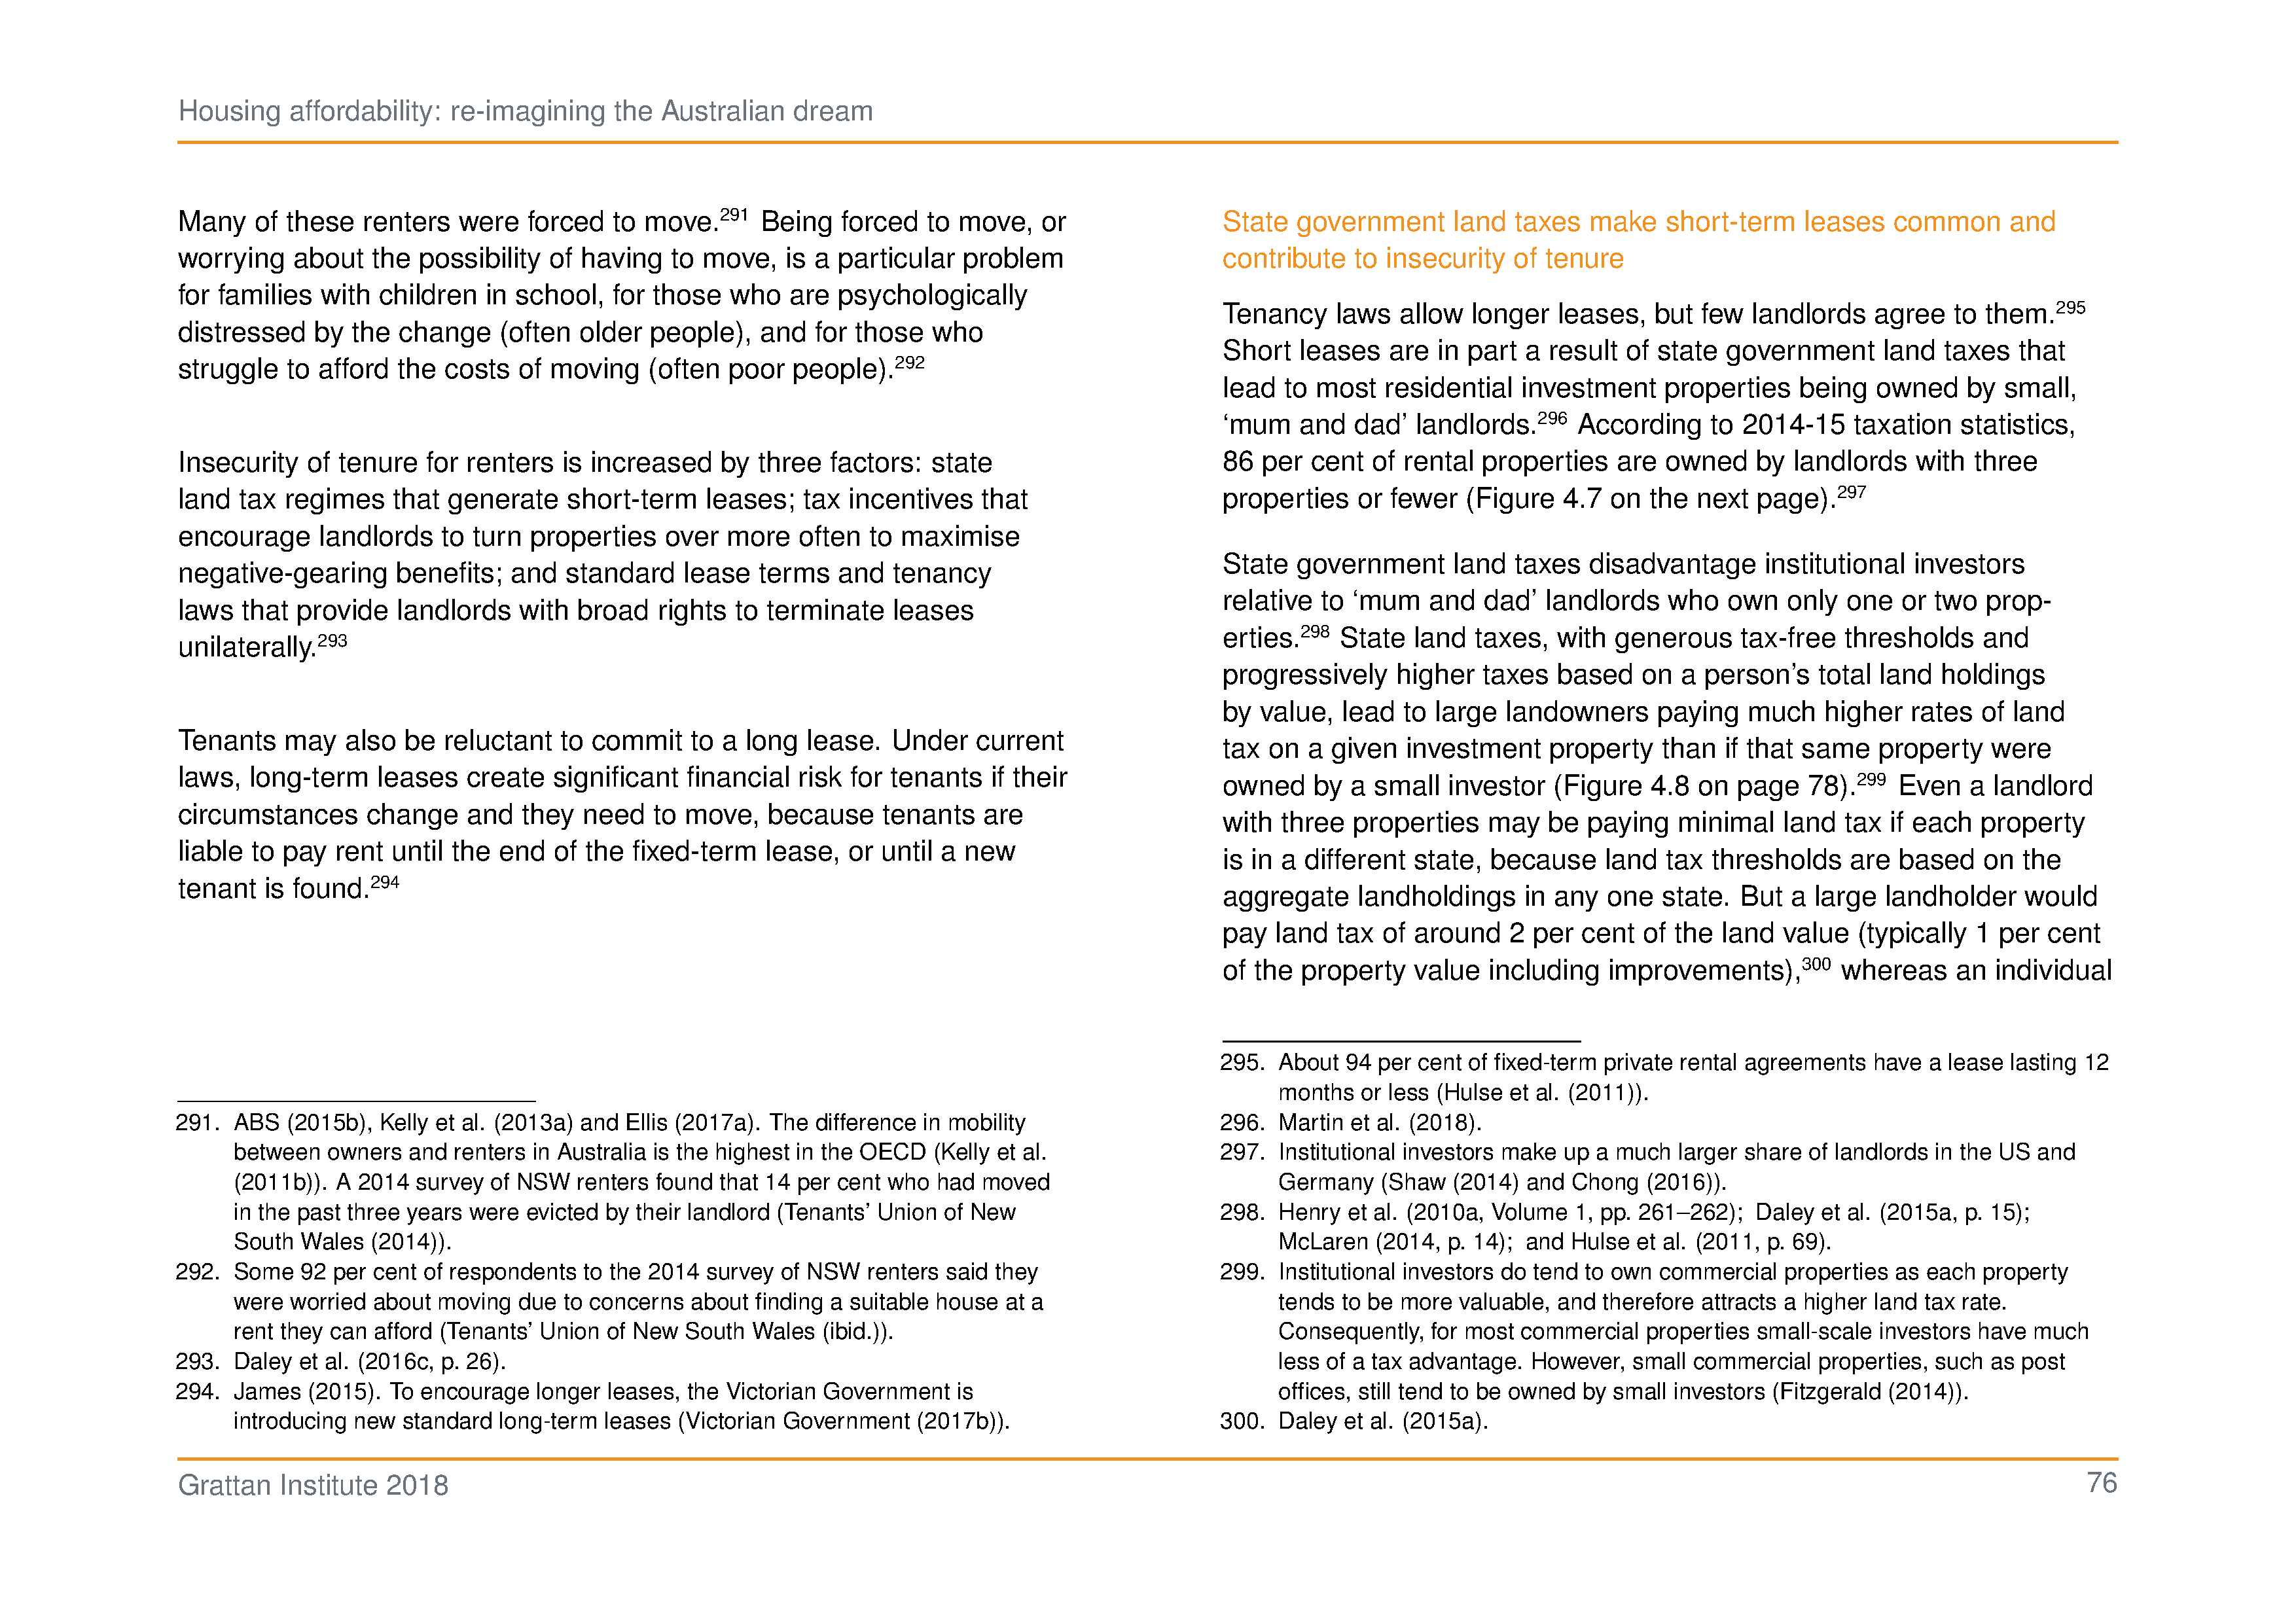 Housing affordability: re-imagining the Australian dream
Many of these renters were forced to move.291 Being forced to move, or
worrying about the possibility of having to move, is a particular problem
for families with children in school, for those who are psychologically
distressed by the change (often older people), and for those who
struggle to afford the costs of moving (often poor people).292
Insecurity of tenure for renters is increased by three factors: state
land tax regimes that generate short-term leases; tax incentives that
encourage landlords to turn properties over more often to maximise
negative-gearing benefits; and standard lease terms and tenancy
laws that provide landlords with broad rights to terminate leases
unilaterally.293
Tenants may also be reluctant to commit to a long lease. Under current
laws, long-term leases create significant financial risk for tenants if their
circumstances change and they need to move, because tenants are
liable to pay rent until the end of the fixed-term lease, or until a new
tenant is found.294
291. ABS (2015b), Kelly et al. (2013a) and Ellis (2017a). The difference in mobility
between owners and renters in Australia is the highest in the OECD (Kelly et al.
(2011b)). A 2014 survey of NSW renters found that 14 per cent who had moved
in the past three years were evicted by their landlord (Tenants' Union of New
South Wales (2014)).
292. Some 92 per cent of respondents to the 2014 survey of NSW renters said they
were worried about moving due to concerns about finding a suitable house at a
rent they can afford (Tenants' Union of New South Wales (ibid.)).
293. Daley et al. (2016c, p. 26).
294. James (2015). To encourage longer leases, the Victorian Government is
introducing new standard long-term leases (Victorian Government (2017b)).
State government land taxes make short-term leases common and
contribute to insecurity of tenure
Tenancy laws allow longer leases, but few landlords agree to them.295
Short leases are in part a result of state government land taxes that
lead to most residential investment properties being owned by small,
‘mum and dad’ landlords.296 According to 2014-15 taxation statistics,
86 per cent of rental properties are owned by landlords with three
properties or fewer (Figure 4.7 on the next page).297
State government land taxes disadvantage institutional investors
relative to ‘mum and dad’ landlords who own only one or two prop-
erties.298 State land taxes, with generous tax-free thresholds and
progressively higher taxes based on a person’s total land holdings
by value, lead to large landowners paying much higher rates of land
tax on a given investment property than if that same property were
owned by a small investor (Figure 4.8 on page 78).299 Even a landlord
with three properties may be paying minimal land tax if each property
is in a different state, because land tax thresholds are based on the
aggregate landholdings in any one state. But a large landholder would
pay land tax of around 2 per cent of the land value (typically 1 per cent
of the property value including improvements),300 whereas an individual
295. About 94 per cent of fixed-term private rental agreements have a lease lasting 12
months or less (Hulse et al. (2011)).
296. Martin et al. (2018).
297. Institutional investors make up a much larger share of landlords in the US and
Germany (Shaw (2014) and Chong (2016)).
298. Henry et al. (2010a, Volume 1, pp. 261–262); Daley et al. (2015a, p. 15);
McLaren (2014, p. 14); and Hulse et al. (2011, p. 69).
299. Institutional investors do tend to own commercial properties as each property
tends to be more valuable, and therefore attracts a higher land tax rate.
Consequently, for most commercial properties small-scale investors have much
less of a tax advantage. However, small commercial properties, such as post
offices, still tend to be owned by small investors (Fitzgerald (2014)).
300. Daley et al. (2015a).
Grattan Institute 2018
76